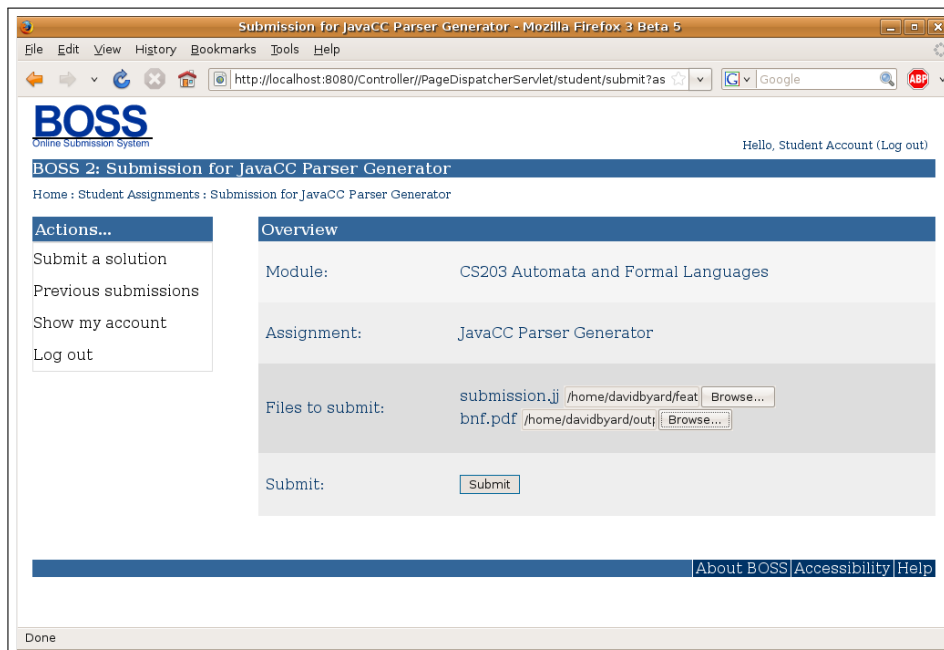 Submission for JavaCC Parser Generator - Mozilla Firefox 3 Beta 5
File Edit View History Bookmarks Tools Help
http://localhost:8080/Controller//PageDispatcherServlet/student/submit?as
G Google
ABP
BOSS
Online Submission System
Hello, Student Account (Log out)
BOSS 2: Submission for JavaCC Parser Generator
Home : Student Assignments : Submission for JavaCC Parser Generator
Actions...
Submit a solution
Previous submissions
Show my account
Log out
Overview
Module: CS203 Automata and Formal Languages
Assignment: JavaCC Parser Generator
Files to submit: submission.jj /home/davidbyard/feat Browse...
bnf.pdf /home/davidbyard/outp Browse...
Submit: Submit
About BOSS Accessibility Help
Done